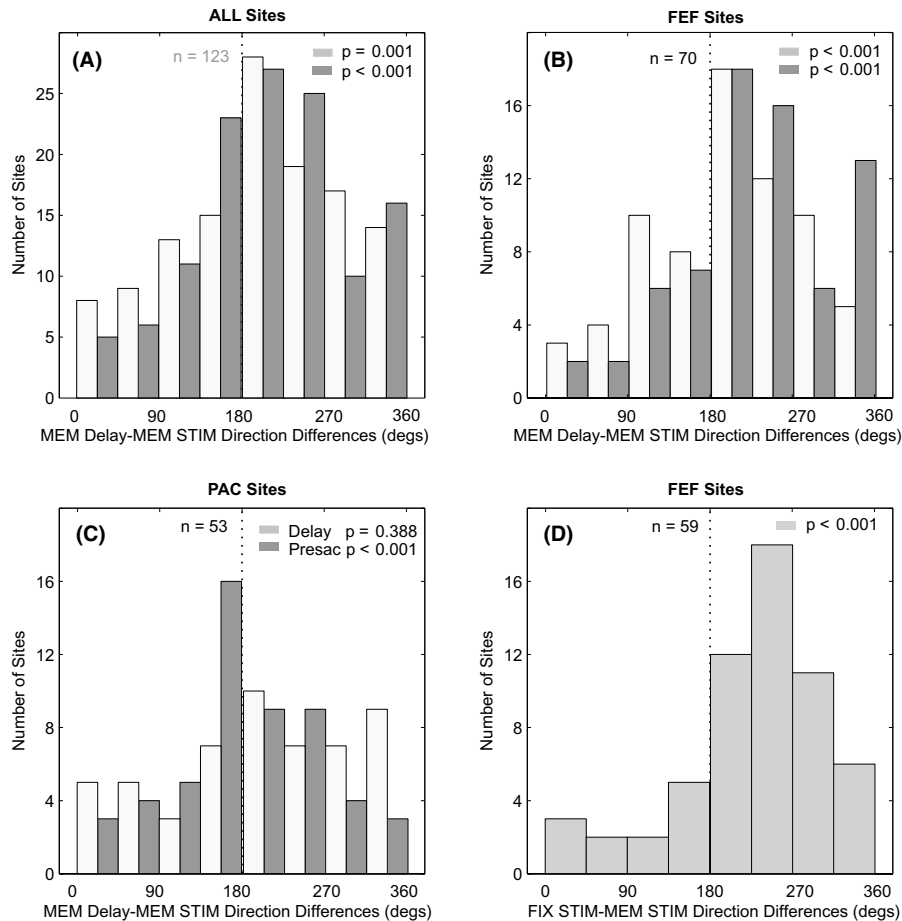 ALL Sites
(A)
n = 123
p = 0.001
p < 0.001
25
20
15
10
5
0
Number of Sites
0 90 180 270 360
MEM Delay-MEM STIM Direction Differences (degs)
FEF Sites
(B)
n = 70
p < 0.001
p < 0.001
16
12
8
4
0
Number of Sites
0 90 180 270 360
MEM Delay-MEM STIM Direction Differences (degs)
PAC Sites
(C)
n = 53
Delay p = 0.388
Presac p < 0.001
16
12
8
4
0
Number of Sites
0 90 180 270 360
MEM Delay-MEM STIM Direction Differences (degs)
FEF Sites
(D)
n = 59
p < 0.001
16
12
8
4
0
Number of Sites
0 90 180 270 360
FIX STIM-MEM STIM Direction Differences (degs)